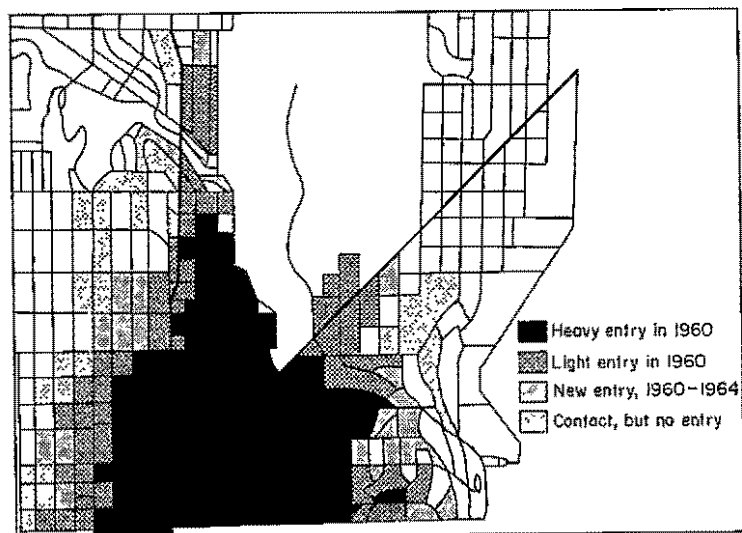 Heavy entry in 1960
Light entry in 1960
New entry, 1960-1964
Contact, but no entry